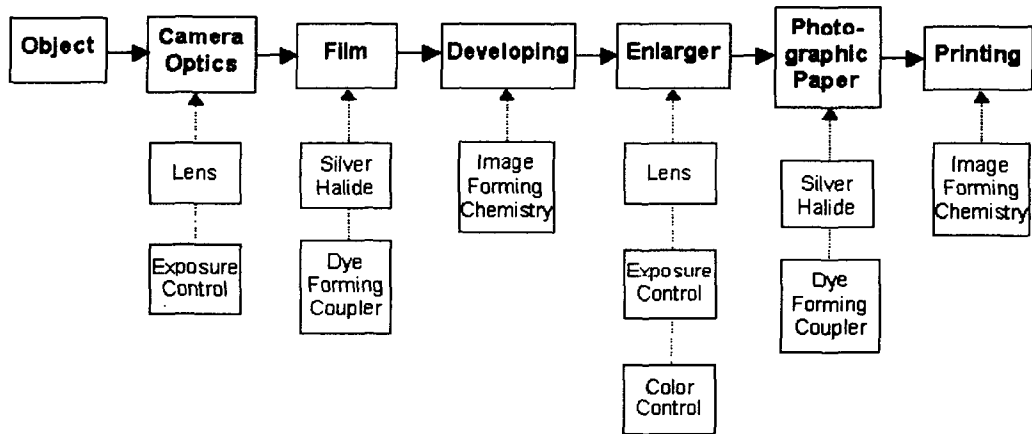 Object
Camera
Optics
Film
Developing
Enlarger
Photo-
graphic
Paper
Printing
Lens
Exposure
Control
Silver
Halide
Dye
Forming
Coupler
Image
Forming
Chemistry
Lens
Exposure
Control
Color
Control
Silver
Halide
Dye
Forming
Coupler
Image
Forming
Chemistry